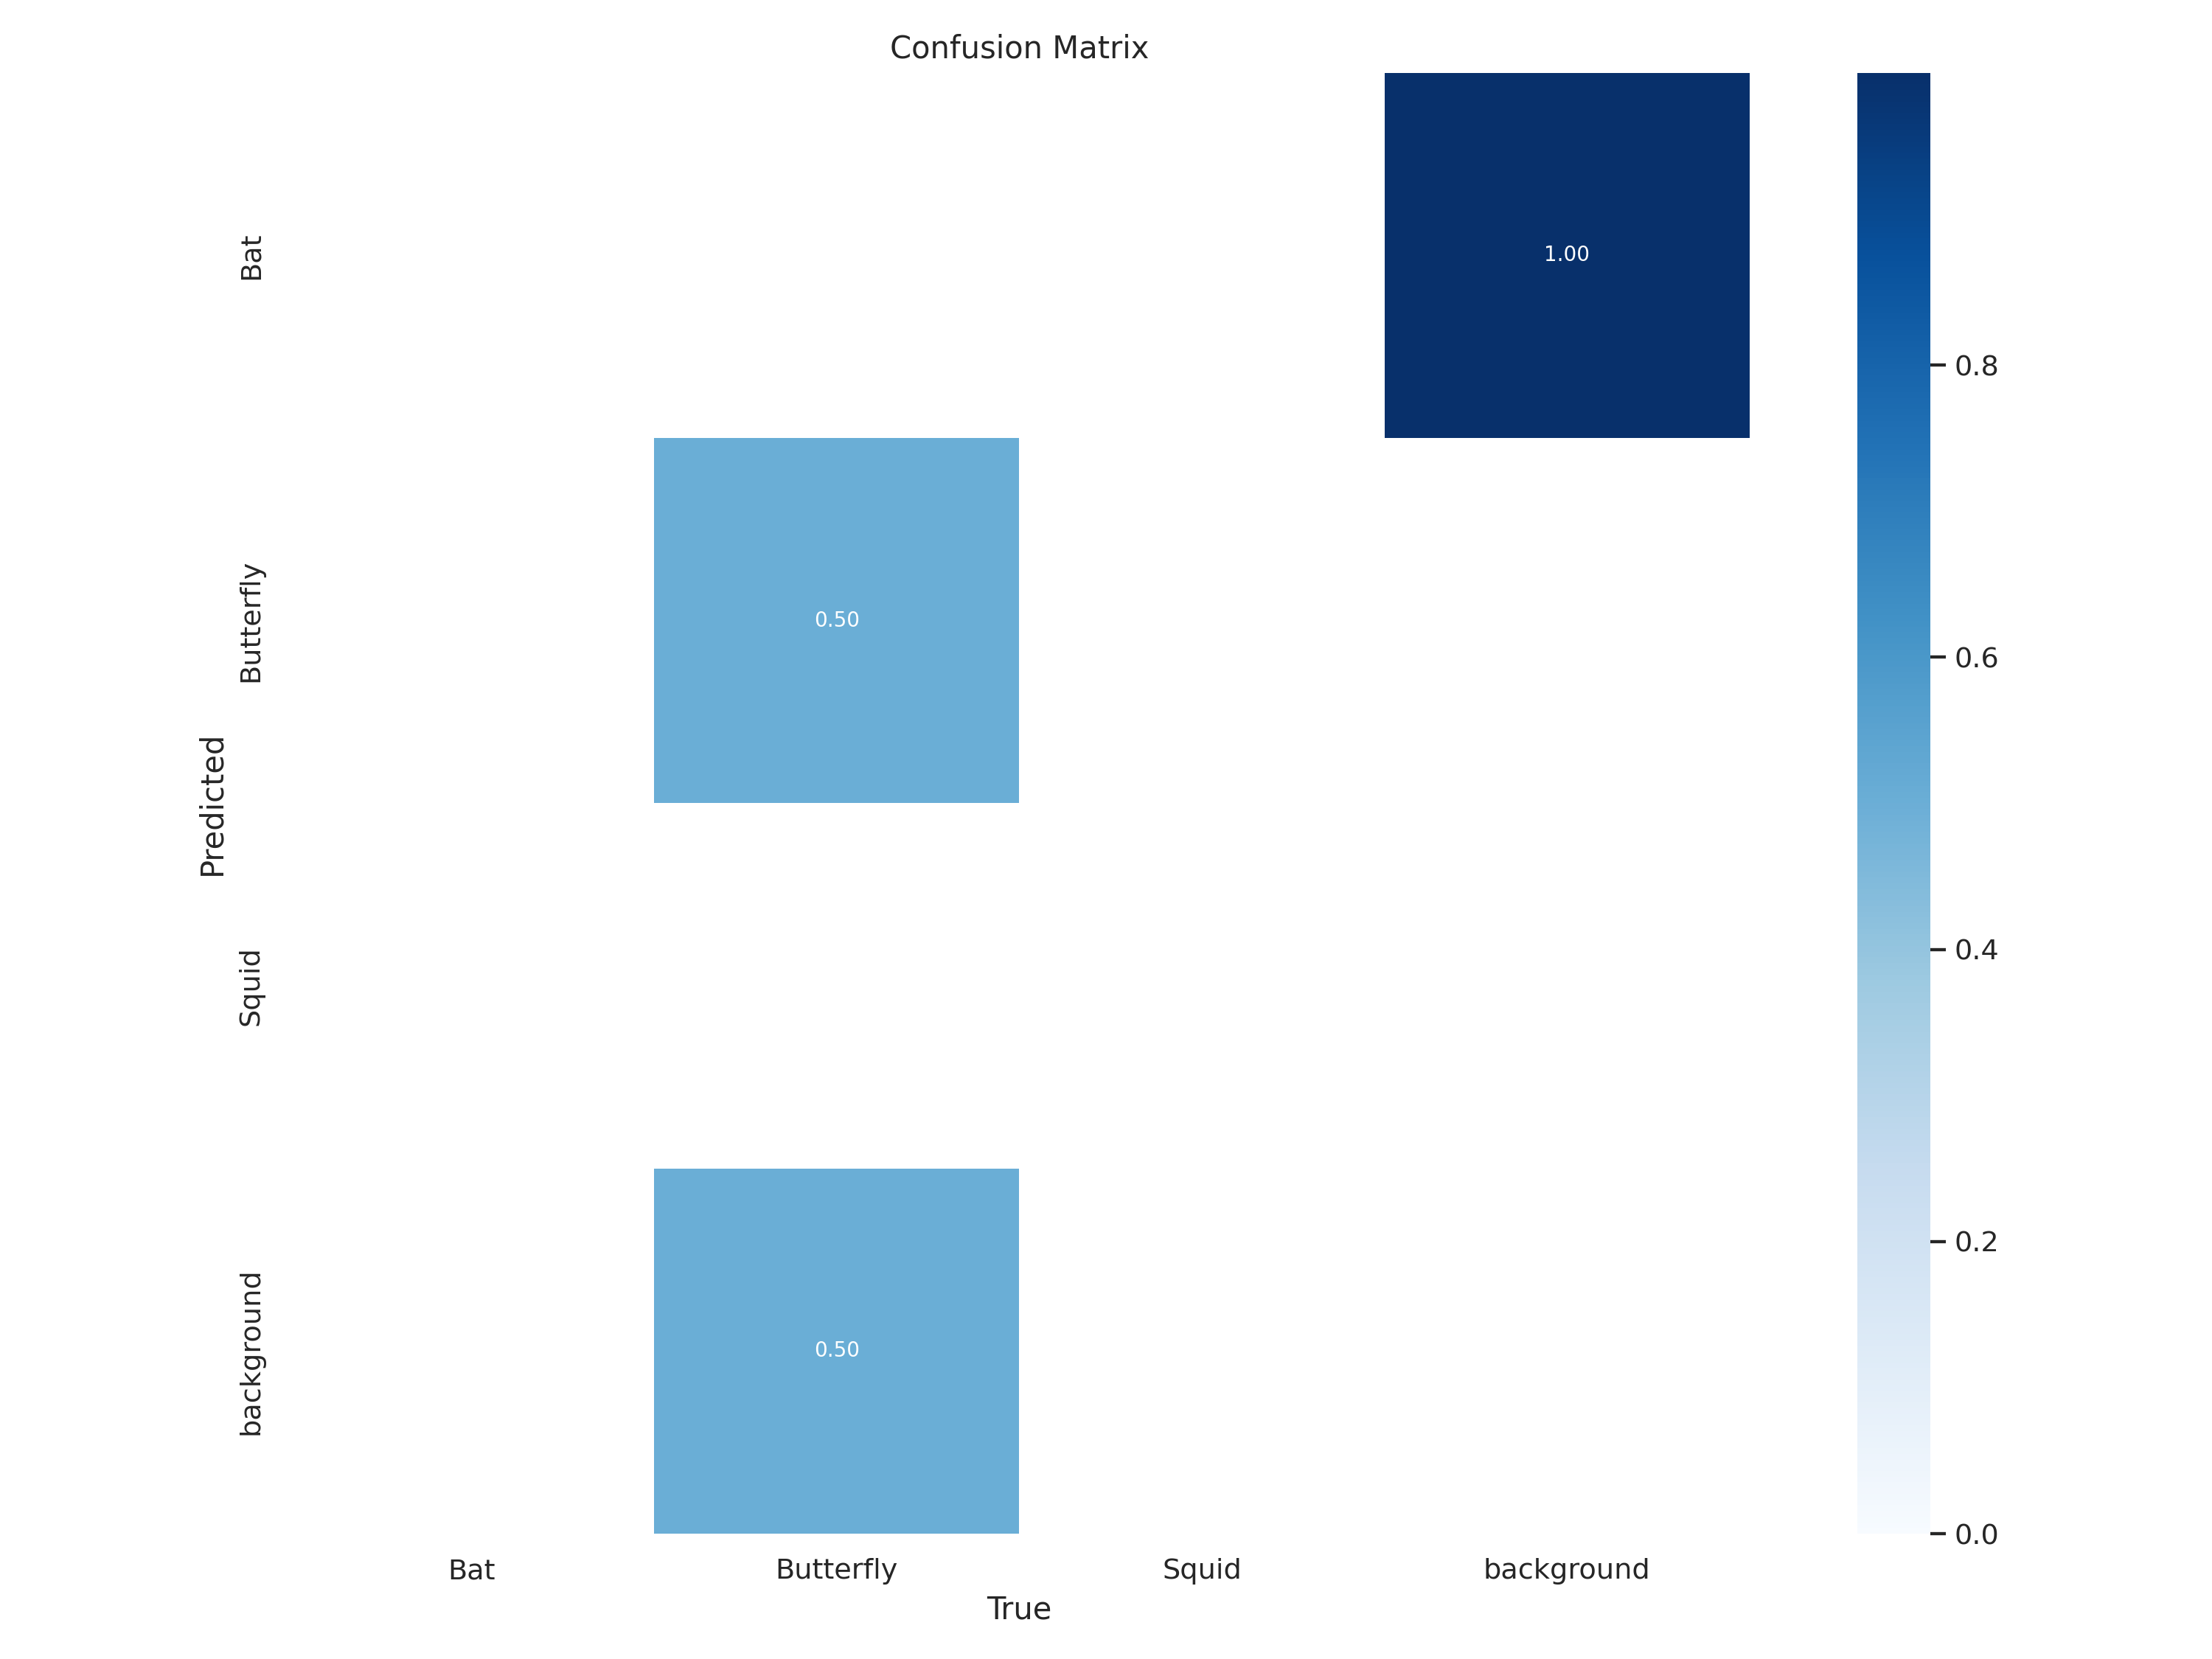 Confusion Matrix
Bat
1.00
0.8
Butterfly
0.50
0.6
Predicted
Squid
0.4
background
0.50
0.2
0.0
Bat Butterfly Squid background
True